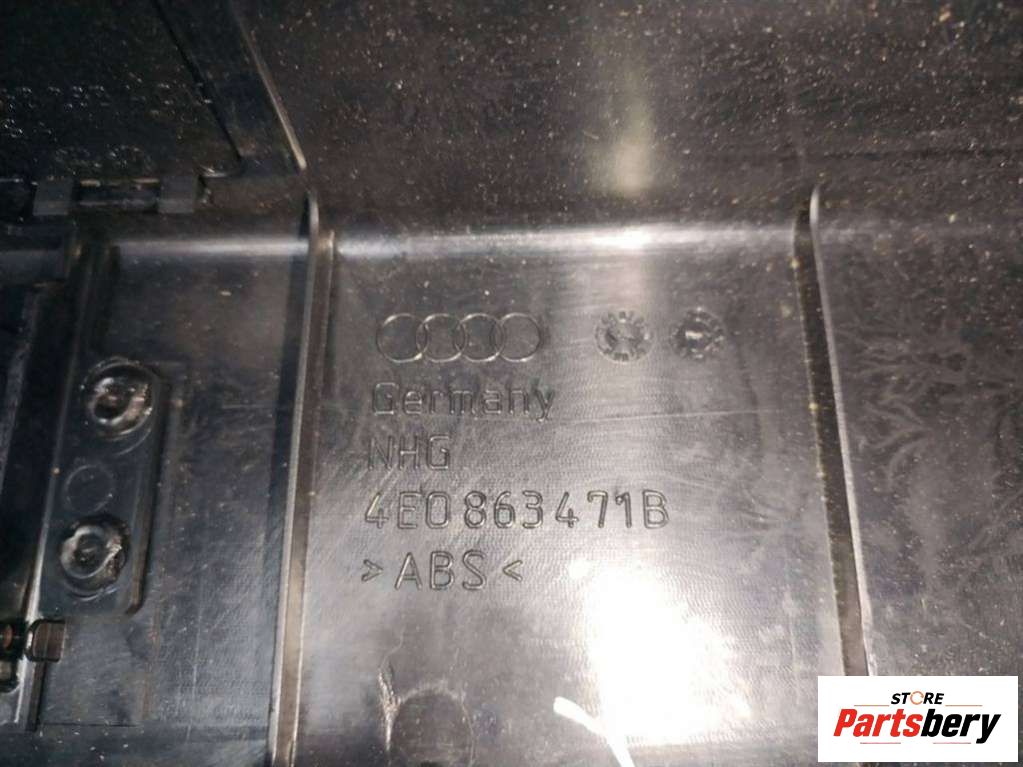 Germany
NHG
4E0863471B
>ABS<
STORE
Partsbery